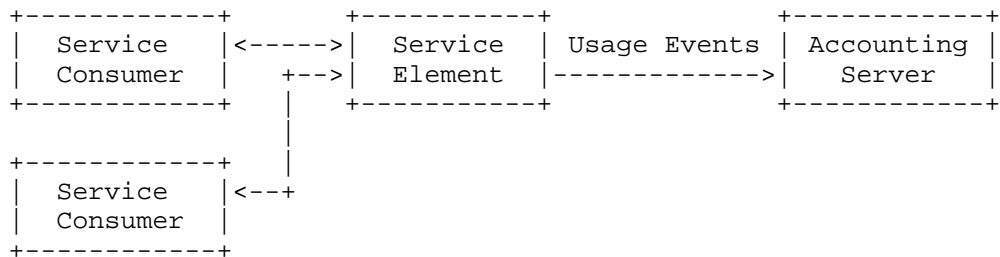 +------------+       +-----------+                +------------+
|  Service   |<----->|  Service  | Usage Events | Accounting |
|  Consumer  |   +-->|  Element  |------------->|   Server   |
+------------+   |   +-----------+                +------------+
                 |
+------------+   |
|  Service   |<--+
|  Consumer  |
+------------+